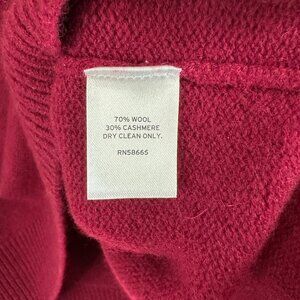 70% WOOL
30% CASHMERE
DRY CLEAN ONLY.
RN58665